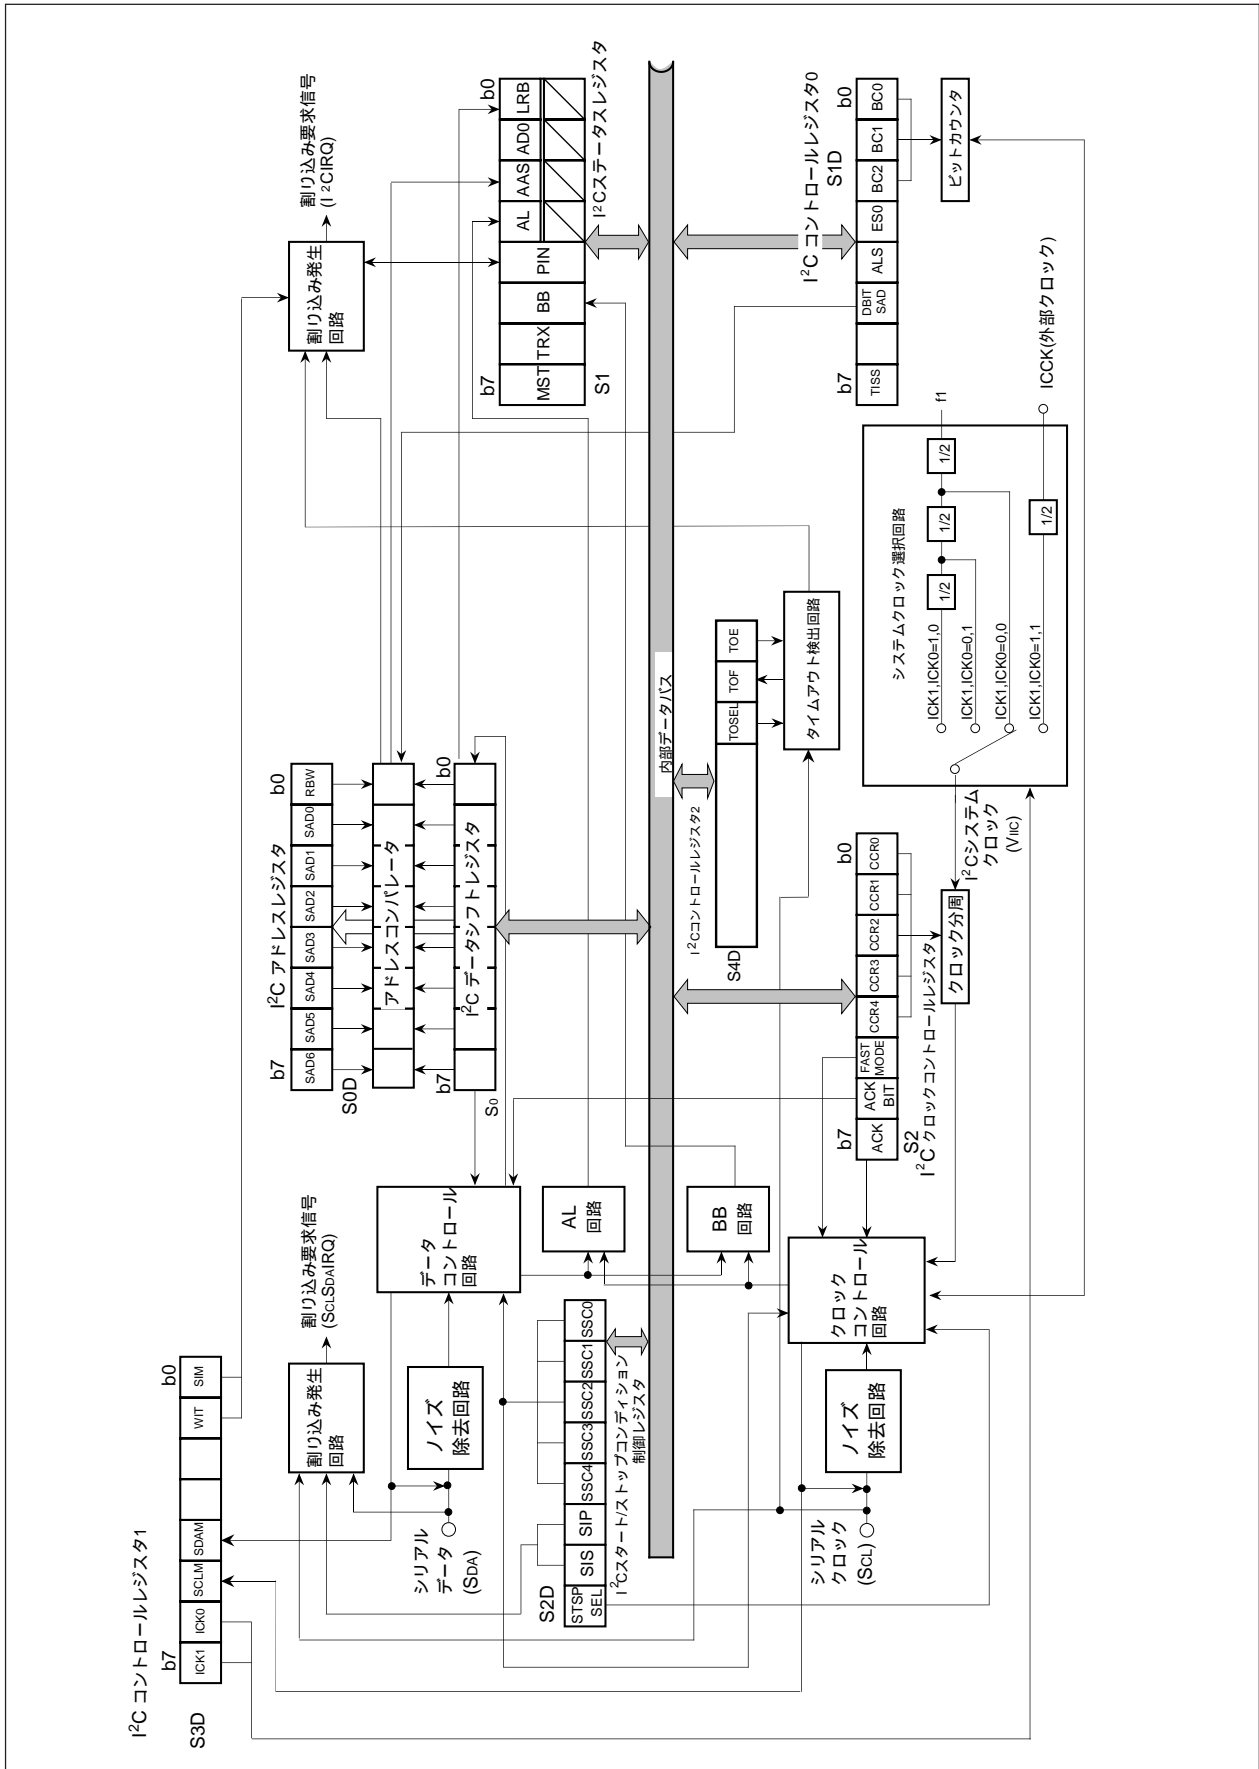 I²C コントロールレジスタ1
S3D
b7
b0
ICK1
ICK0
SCLM
SDAM
WIT
SIM
割り込み発生
回路
割り込み要求信号
(SCLSDAIRQ)
シリアル
データ
(SDA)
ノイズ
除去回路
データ
コントロール
回路
I²C アドレスレジスタ
b7
b0
SAD6
SAD5
SAD4
SAD3
SAD2
SAD1
SAD0
RBW
S0D
アドレスコンパレータ
b7
b0
I²C データシフトレジスタ
S0
割り込み発生
回路
割り込み要求信号
(I²CIRQ)
b7
b0
MST
TRX
BB
PIN
AL
AAS
AD0
LRB
S1
I²Cステータスレジスタ
AL
回路
BB
回路
S2D
STSP
SEL
SIS
SIP
SSC4
SSC3
SSC2
SSC1
SSC0
I²Cスタート/ストップコンディション
制御レジスタ
内部データバス
S4D
I²Cコントロールレジスタ2
TOSEL
TOF
TOE
タイムアウト検出回路
I²C コントロールレジスタ0
S1D
b7
b0
TISS
DBIT
SAD
ALS
ES0
BC2
BC1
BC0
ビットカウンタ
シリアル
クロック
(SCL)
ノイズ
除去回路
クロック
コントロール
回路
b7
b0
ACK
ACK
BIT
FAST
MODE
CCR4
CCR3
CCR2
CCR1
CCR0
S2
I²C クロックコントロールレジスタ
クロック分周
I²Cシステム
クロック
(VIIC)
システムクロック選択回路
ICK1,ICK0=1,0
ICK1,ICK0=0,1
ICK1,ICK0=0,0
ICK1,ICK0=1,1
1/2
1/2
1/2
1/2
f1
ICCK(外部クロック)